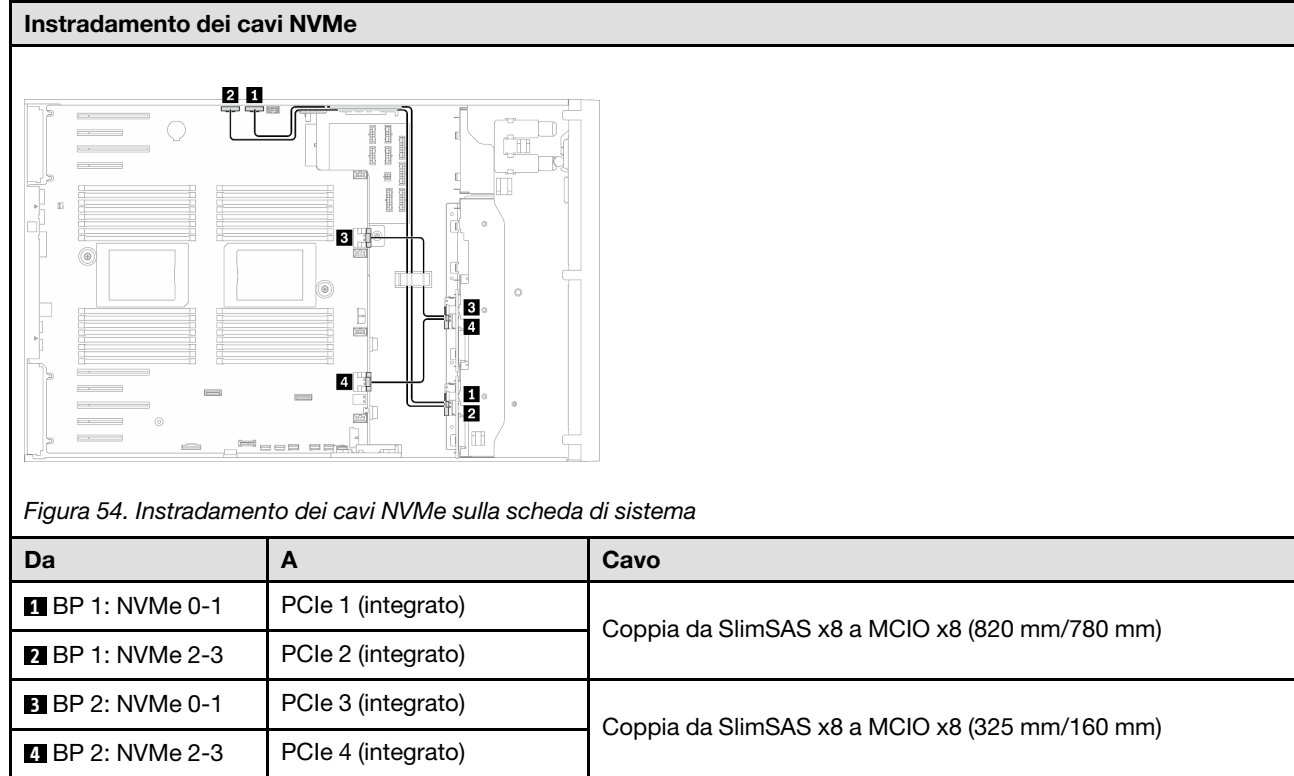 Instradamento dei cavi NVMe
2 1
3
3
4
4
1
2
Figura 54. Instradamento dei cavi NVMe sulla scheda di sistema
Da A Cavo
1 BP 1: NVMe 0-1 PCIe 1 (integrato)
Coppia da SlimSAS x8 a MCIO x8 (820 mm/780 mm)
2 BP 1: NVMe 2-3 PCIe 2 (integrato)
3 BP 2: NVMe 0-1 PCIe 3 (integrato)
Coppia da SlimSAS x8 a MCIO x8 (325 mm/160 mm)
4 BP 2: NVMe 2-3 PCIe 4 (integrato)